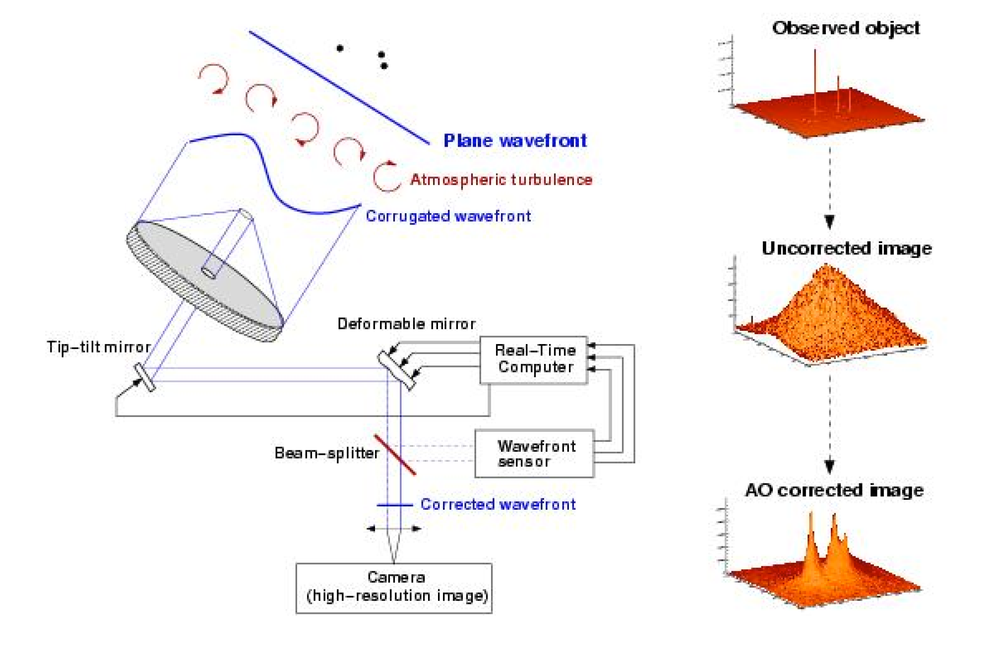 Observed object
Plane wavefront
Atmospheric turbulence
Corrugated wavefront
Uncorrected image
Deformable mirror
Tip-tilt mirror
Real-Time
Computer
Beam-splitter
Wavefront
sensor
AO corrected image
Corrected wavefront
Camera
(high-resolution image)